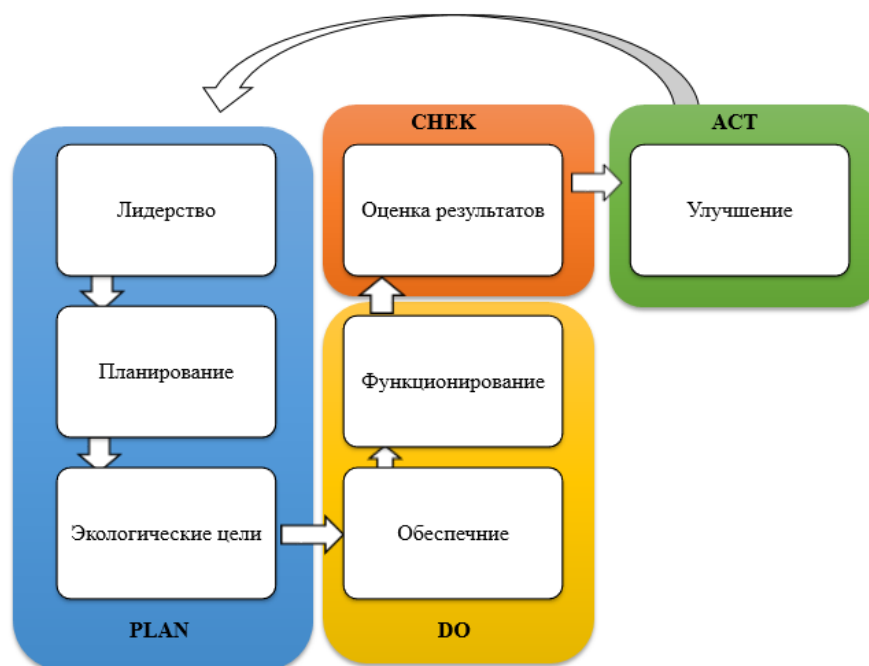 CHEK
ACT
Лидерство
Оценка результатов
Улучшение
Планирование
Функционирование
Экологические цели
Обеспечние
PLAN
DO